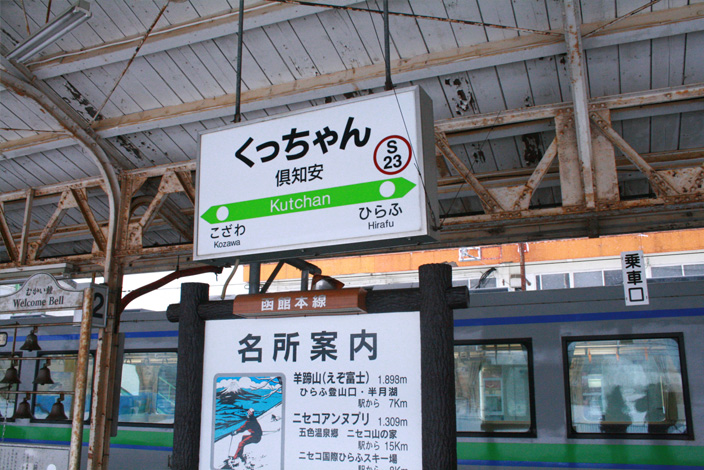 くっちゃん
S
23
倶知安
Kutchan
こざわ
Kozawa
ひらふ
Hirafu
乗車口
Welcome Bell
2
函館本線
名所案内
羊蹄山(えぞ富士) 1.898m
ひらふ登山口・半月湖
駅から 7Km
ニセコアンヌプリ 1.309m
五色温泉郷 ニセコ山の家
駅から 15Km
ニセコ国際ひらふスキー場